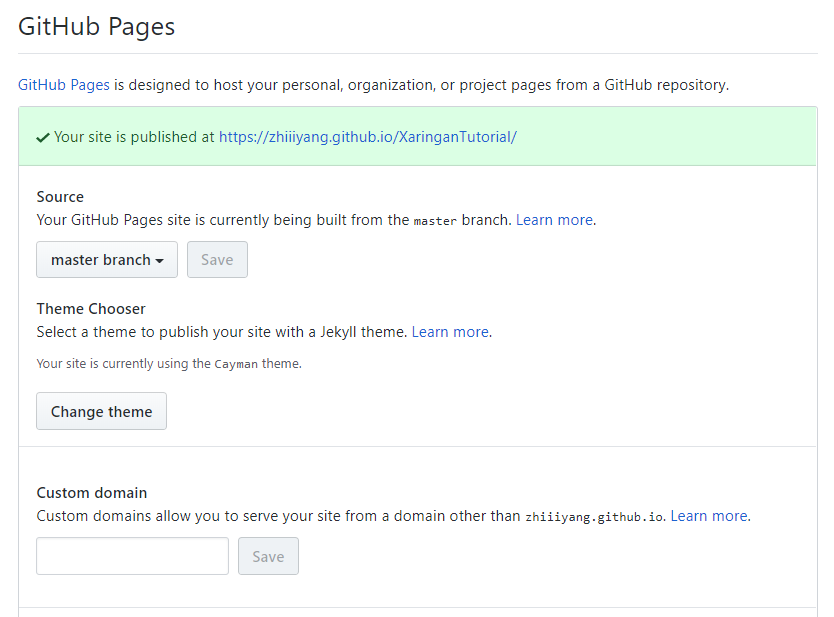 GitHub Pages
GitHub Pages is designed to host your personal, organization, or project pages from a GitHub repository.
Your site is published at https://zhiiiyang.github.io/XaringanTutorial/
Source
Your GitHub Pages site is currently being built from the master branch. Learn more.
master branch
Save
Theme Chooser
Select a theme to publish your site with a Jekyll theme. Learn more.
Your site is currently using the Cayman theme.
Change theme
Custom domain
Custom domains allow you to serve your site from a domain other than zhiiiyang.github.io. Learn more.
Save